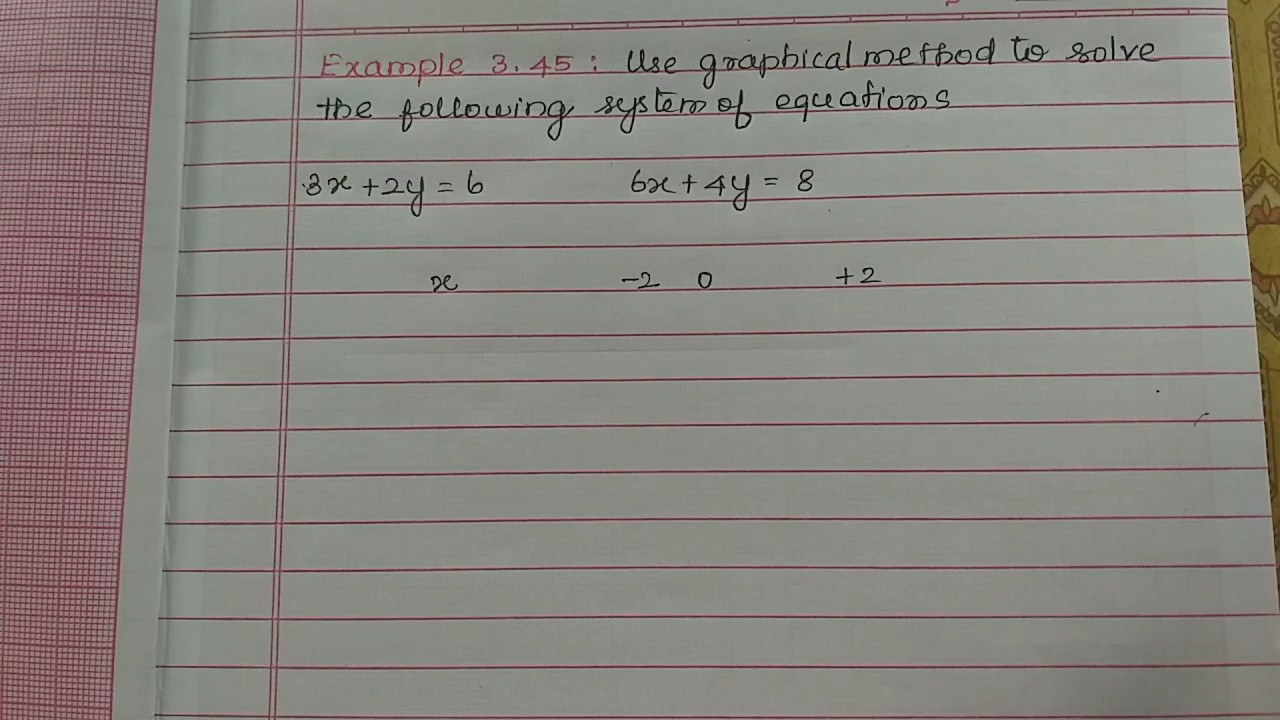 Example 3.45: Use graphical method to solve
the following system of equations
3x + 2y = 6 6x + 4y = 8
x -2 0 +2